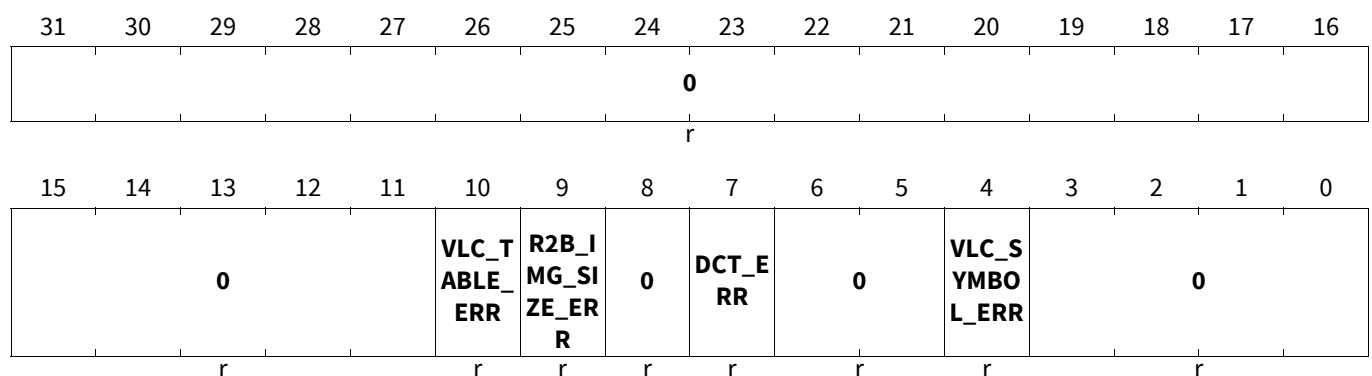 31 30 29 28 27 26 25 24 23 22 21 20 19 18 17 16
0
r
15 14 13 12 11 10 9 8 7 6 5 4 3 2 1 0
0 VLC_T R2B_I 0 DCT_E 0 VLC_S 0
ABLE_ MG_SI RR YMBO
ERR ZE_ER L_ERR
R
r r r r r r r r